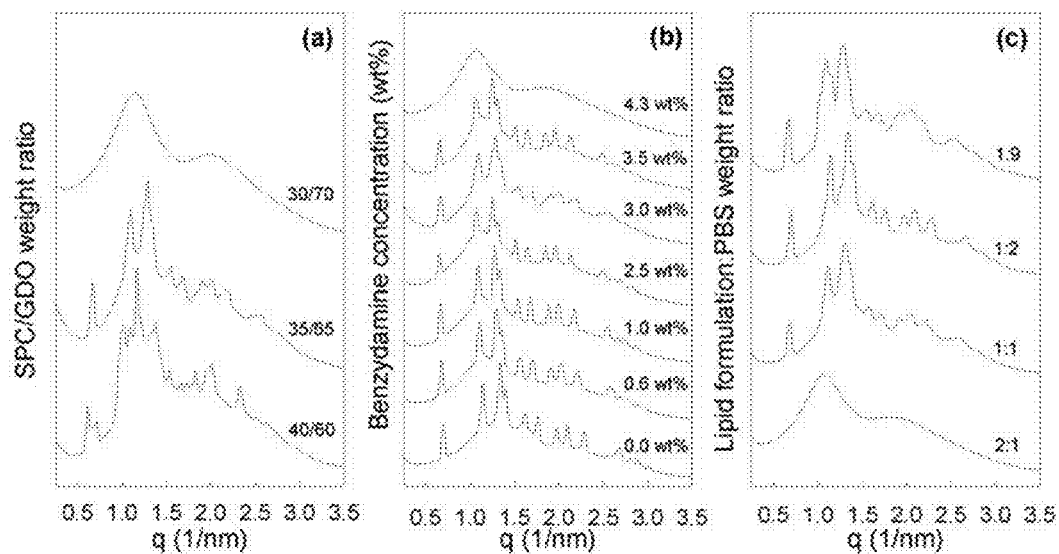 (a)
SPC/GDO weight ratio
30/70
35/65
40/60
0.5 1.0 1.5 2.0 2.5 3.0 3.5
q (1/nm)
(b)
Benzydamine concentration (wt%)
4.3 wt%
3.5 wt%
3.0 wt%
2.5 wt%
1.0 wt%
0.6 wt%
0.0 wt%
0.5 1.0 1.5 2.0 2.5 3.0 3.5
q (1/nm)
(c)
Lipid formulation:PBS weight ratio
1:9
1:2
1:1
2:1
0.5 1.0 1.5 2.0 2.5 3.0 3.5
q (1/nm)